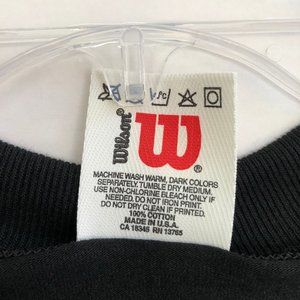 Wilson
W
MACHINE WASH WARM, DARK COLORS
SEPARATELY. TUMBLE DRY MEDIUM.
USE NON-CHLORINE BLEACH ONLY IF
NEEDED. DO NOT IRON PRINT.
DO NOT DRY CLEAN IF PRINTED.
100% COTTON
MADE IN U.S.A.
CA 18345 RN 13765